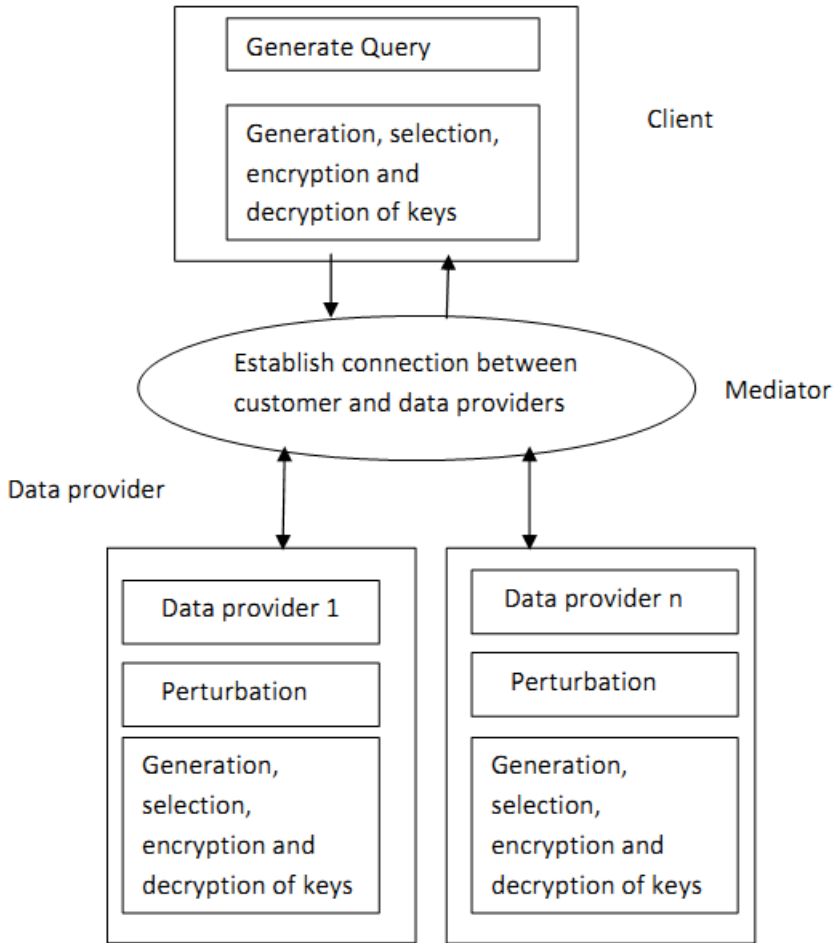 Generate Query
Generation, selection,
encryption and
decryption of keys
Client
Establish connection between
customer and data providers
Mediator
Data provider
Data provider 1
Perturbation
Generation,
selection,
encryption and
decryption of keys
Data provider n
Perturbation
Generation,
selection,
encryption and
decryption of keys